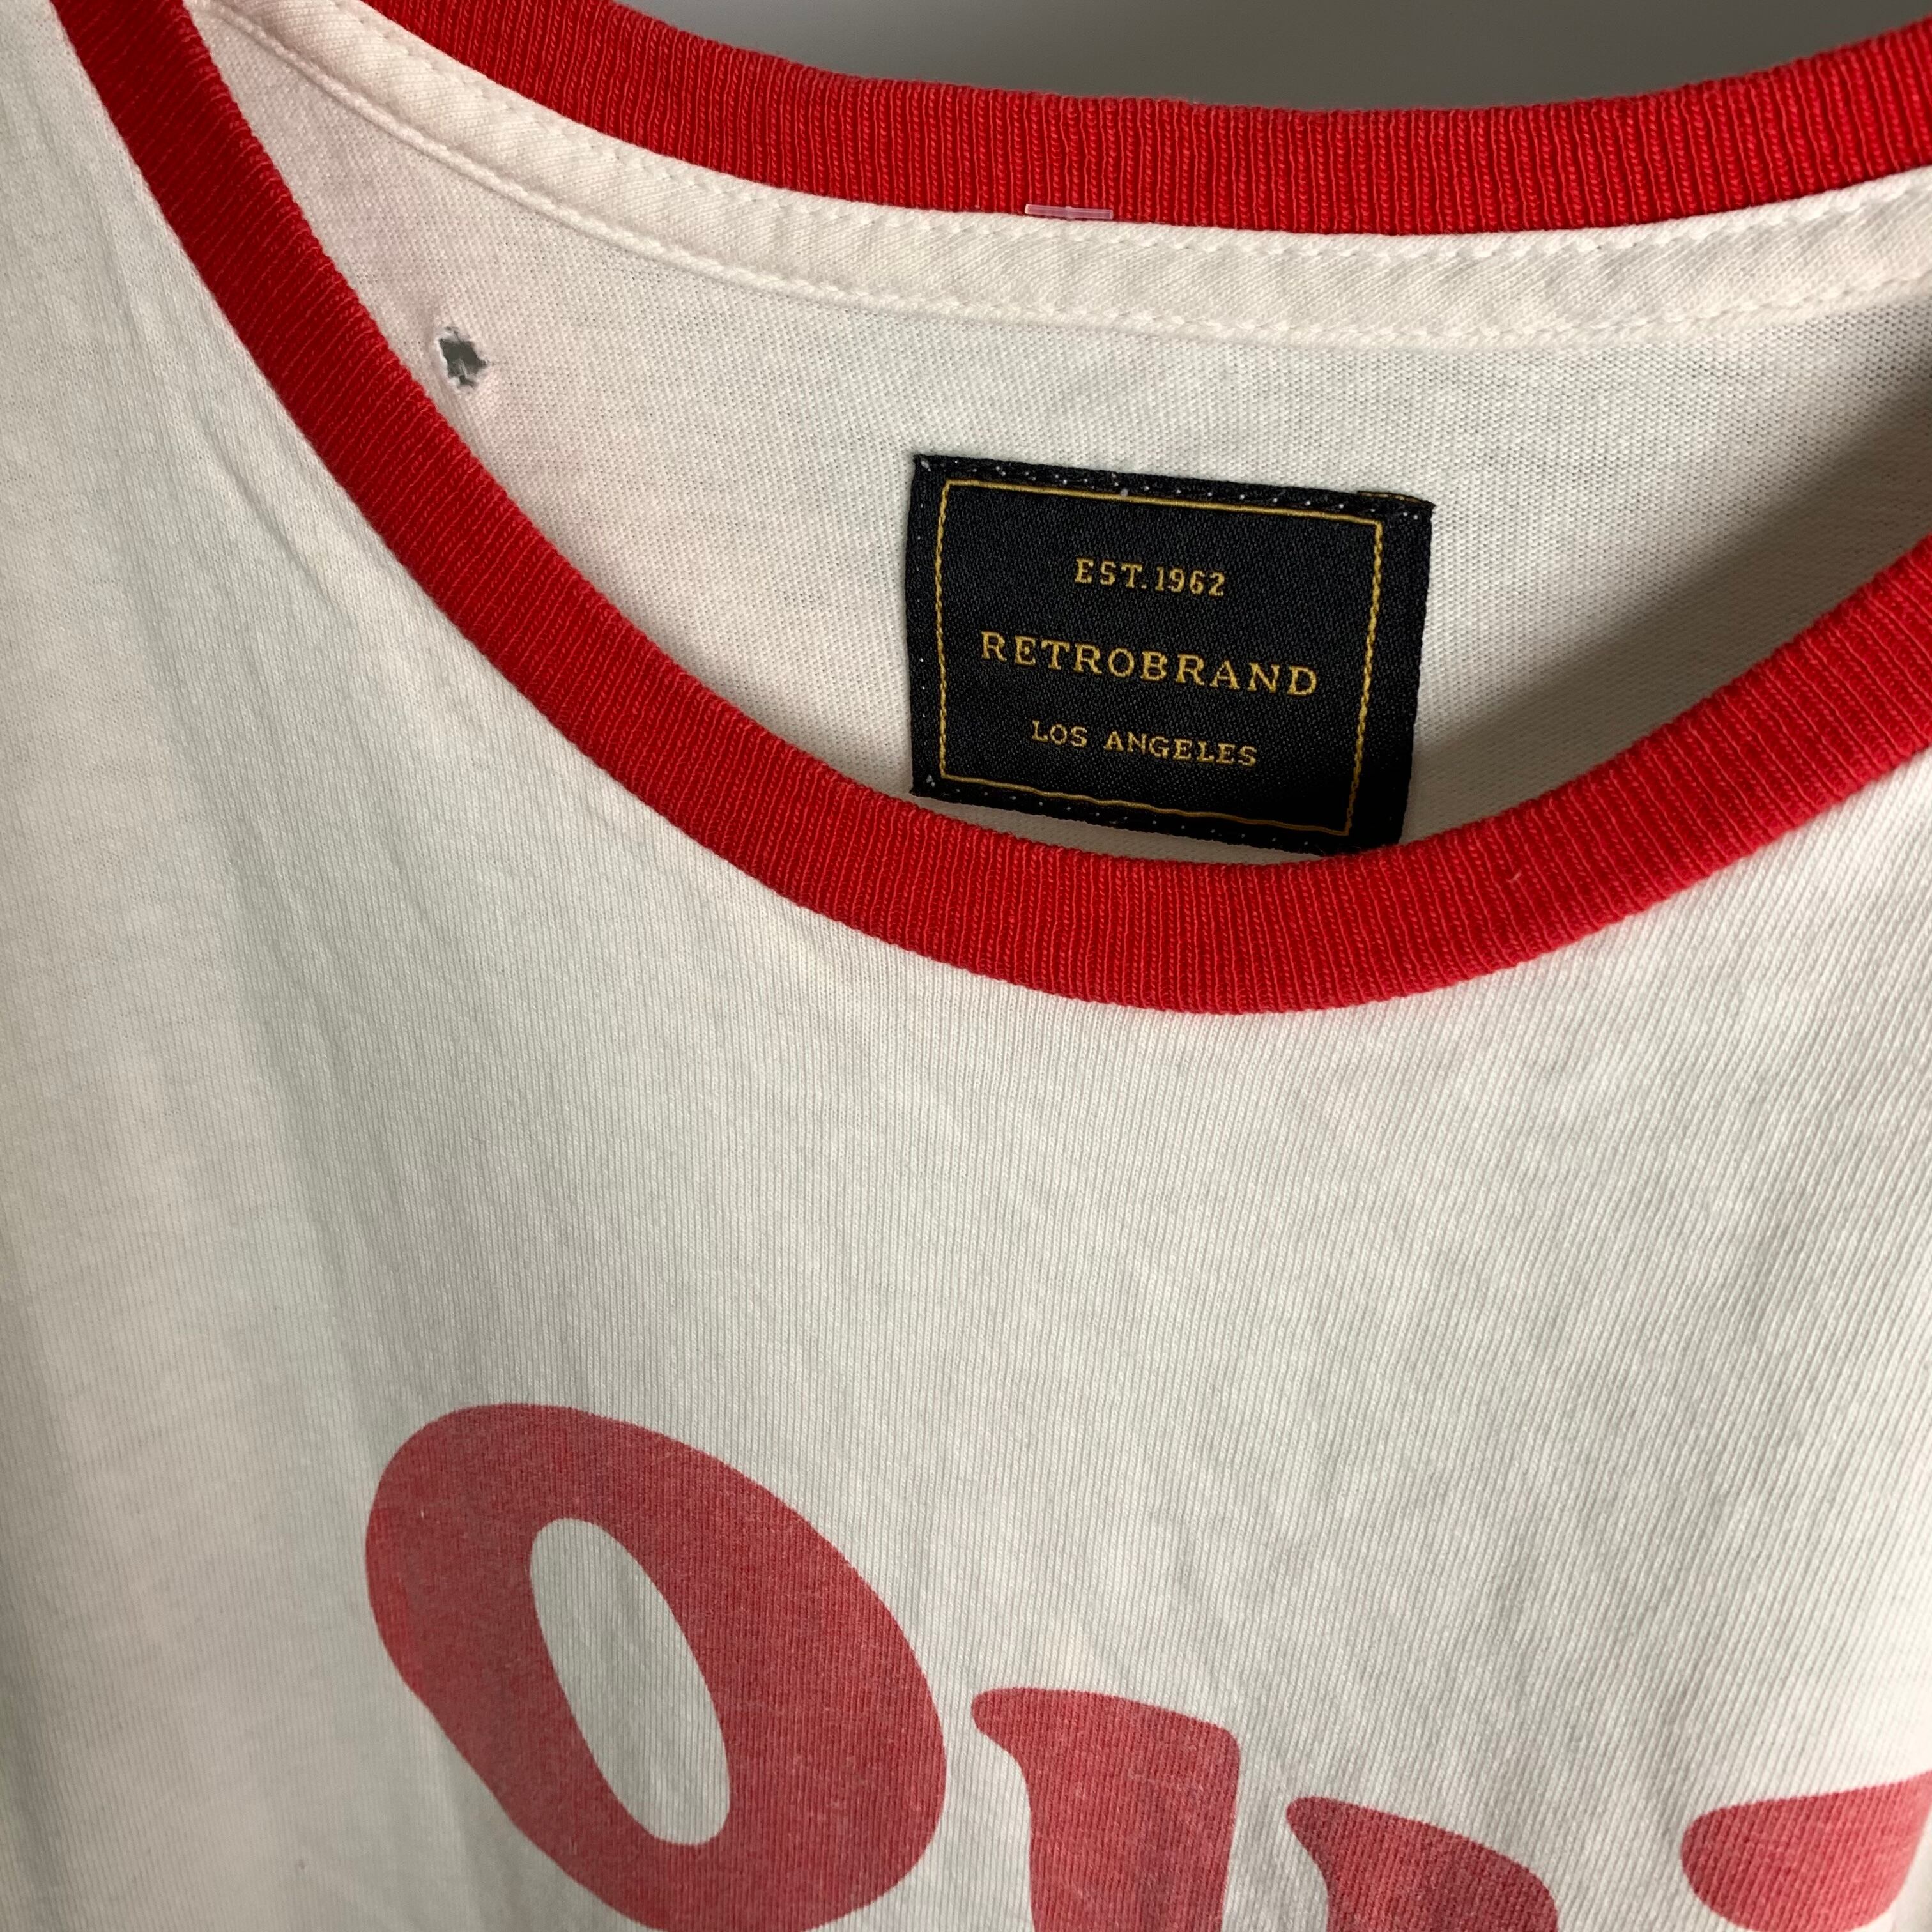 EST.1962
RETROBRAND
LOS ANGELES